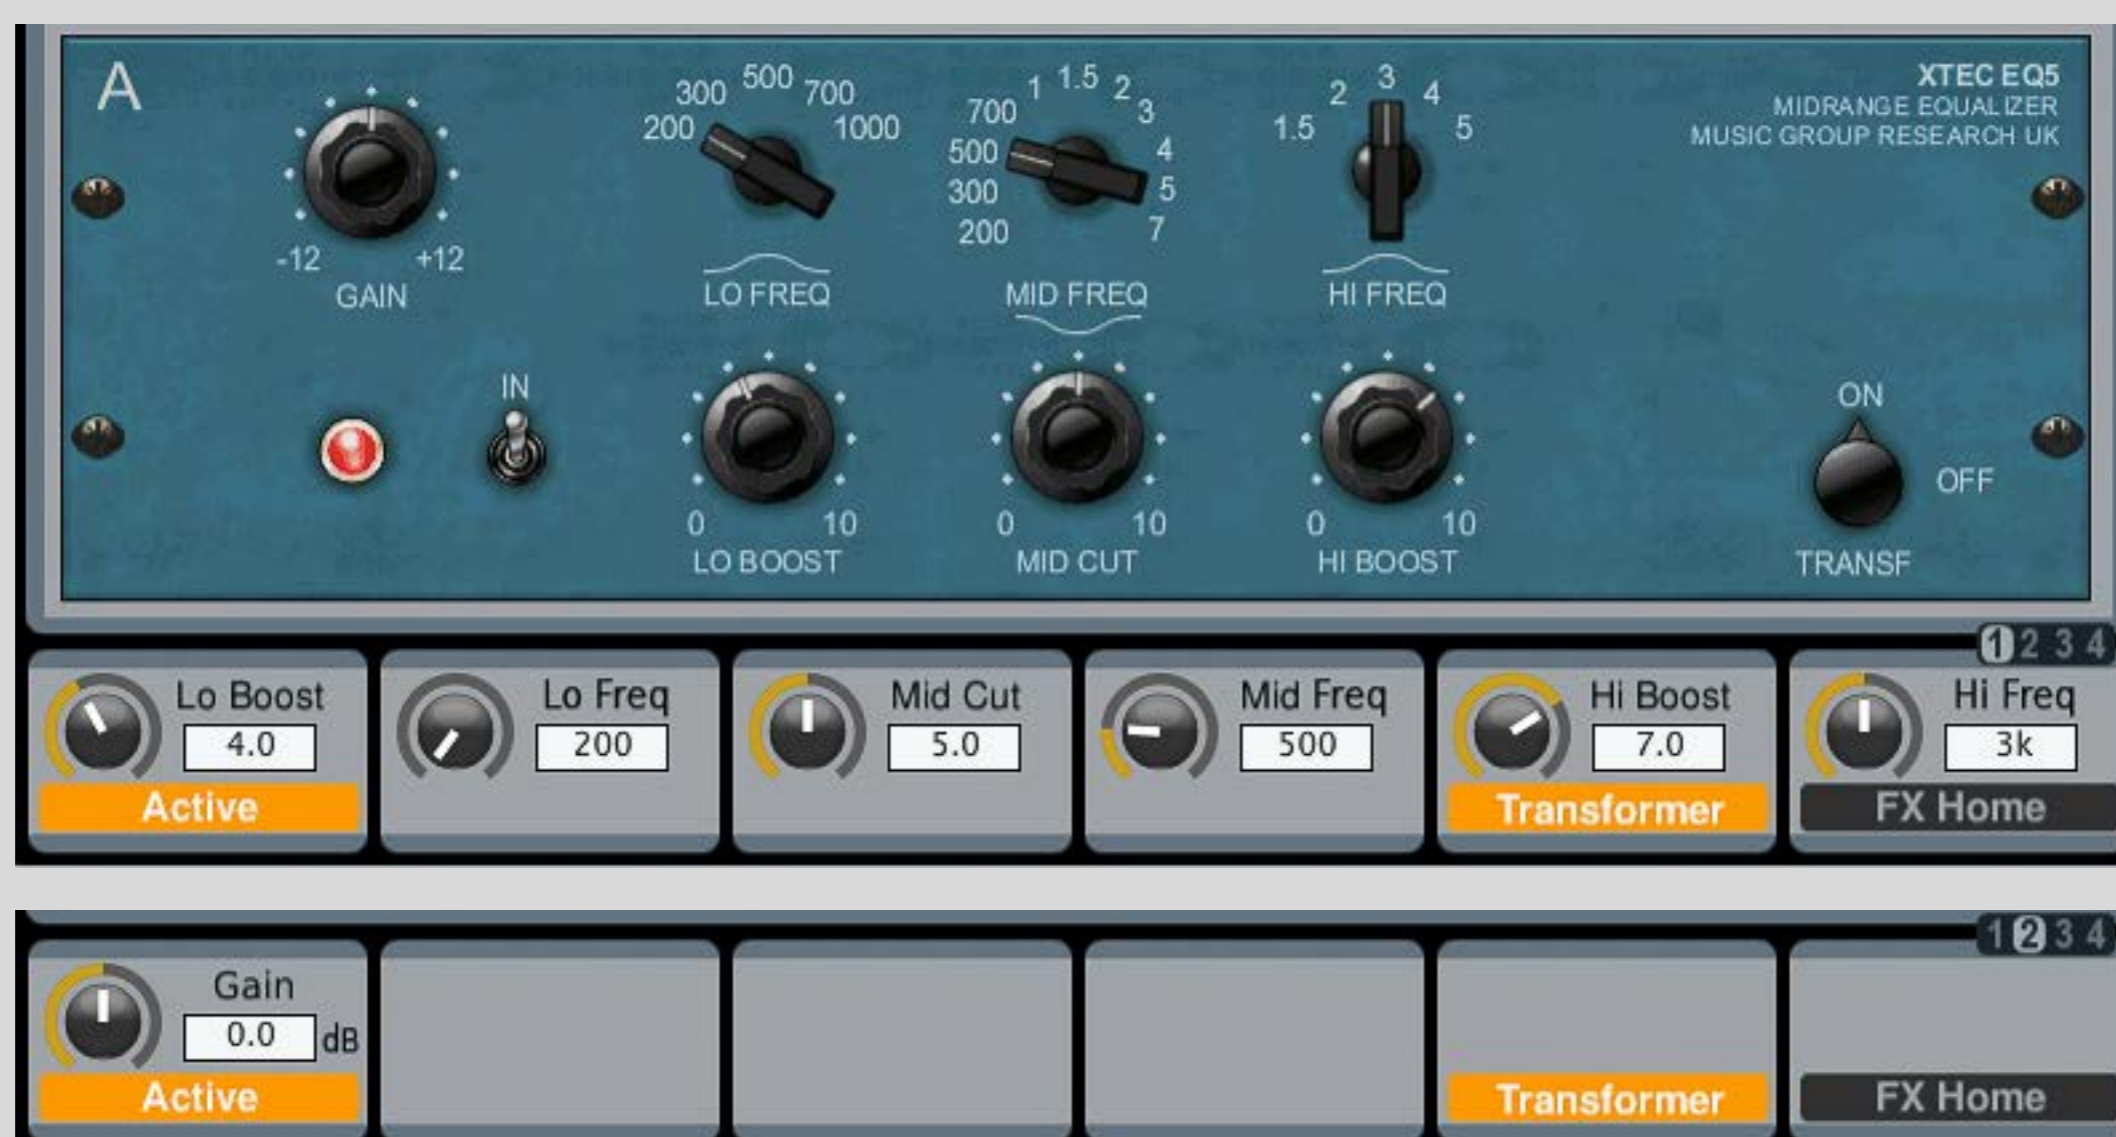 A
XTEC EQ5
MIDRANGE EQUALIZER
MUSIC GROUP RESEARCH UK
-12 +12
GAIN
200 300 500 700 1000
LO FREQ
200 300 500 700 1 1.5 2 3 4 5 7
MID FREQ
1.5 2 3 4 5
HI FREQ
IN
0 10
LO BOOST
0 10
MID CUT
0 10
HI BOOST
ON
OFF
TRANSF
1 2 3 4
Lo Boost
4.0
Active
Lo Freq
200
Mid Cut
5.0
Mid Freq
500
Hi Boost
7.0
Transformer
Hi Freq
3k
FX Home
1 2 3 4
Gain
0.0 dB
Active
Transformer
FX Home